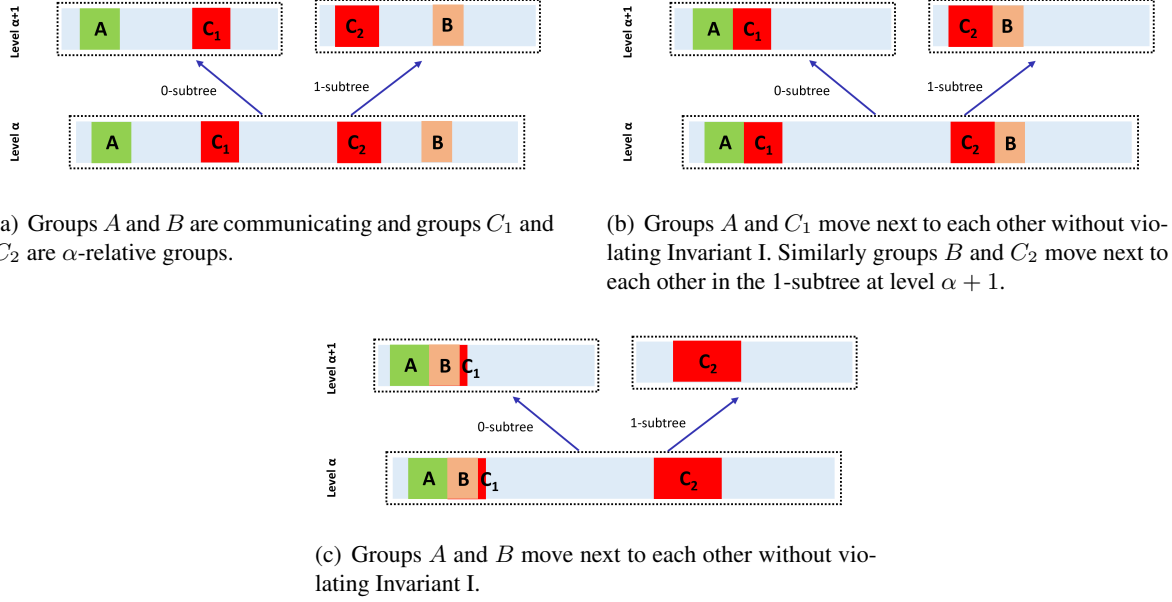 Level α+1
A
C1
C2
B
0-subtree
1-subtree
Level α
A
C1
C2
B
a) Groups A and B are communicating and groups C1 and
C2 are α-relative groups.
Level α+1
A
C1
C2
B
0-subtree
1-subtree
Level α
A
C1
C2
B
(b) Groups A and C1 move next to each other without vio-
lating Invariant I. Similarly groups B and C2 move next to
each other in the 1-subtree at level α + 1.
Level α+1
A
B
C1
C2
0-subtree
1-subtree
Level α
A
B
C1
C2
(c) Groups A and B move next to each other without vio-
lating Invariant I.